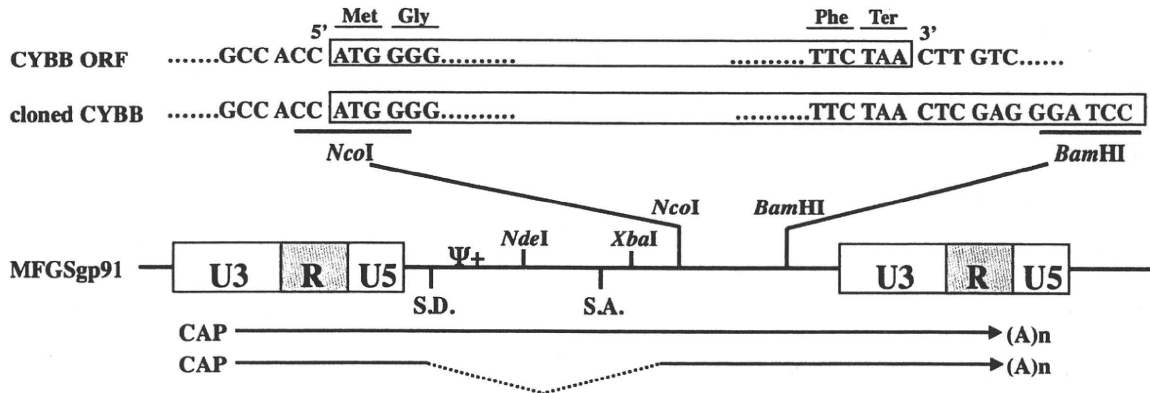 Met Gly Phe Ter
5' 3'
CYBB ORF .......GCC ACC ATG GGG.......... ..........TTC TAA CTT GTC......
cloned CYBB .......GCC ACC ATG GGG.......... ..........TTC TAA CTC GAG GGA TCC
NcoI BamHI
NcoI BamHI
NdeI XbaI
Ψ+
MFGSgp91 U3 R U5 U3 R U5
S.D. S.A.
CAP (A)n
CAP (A)n